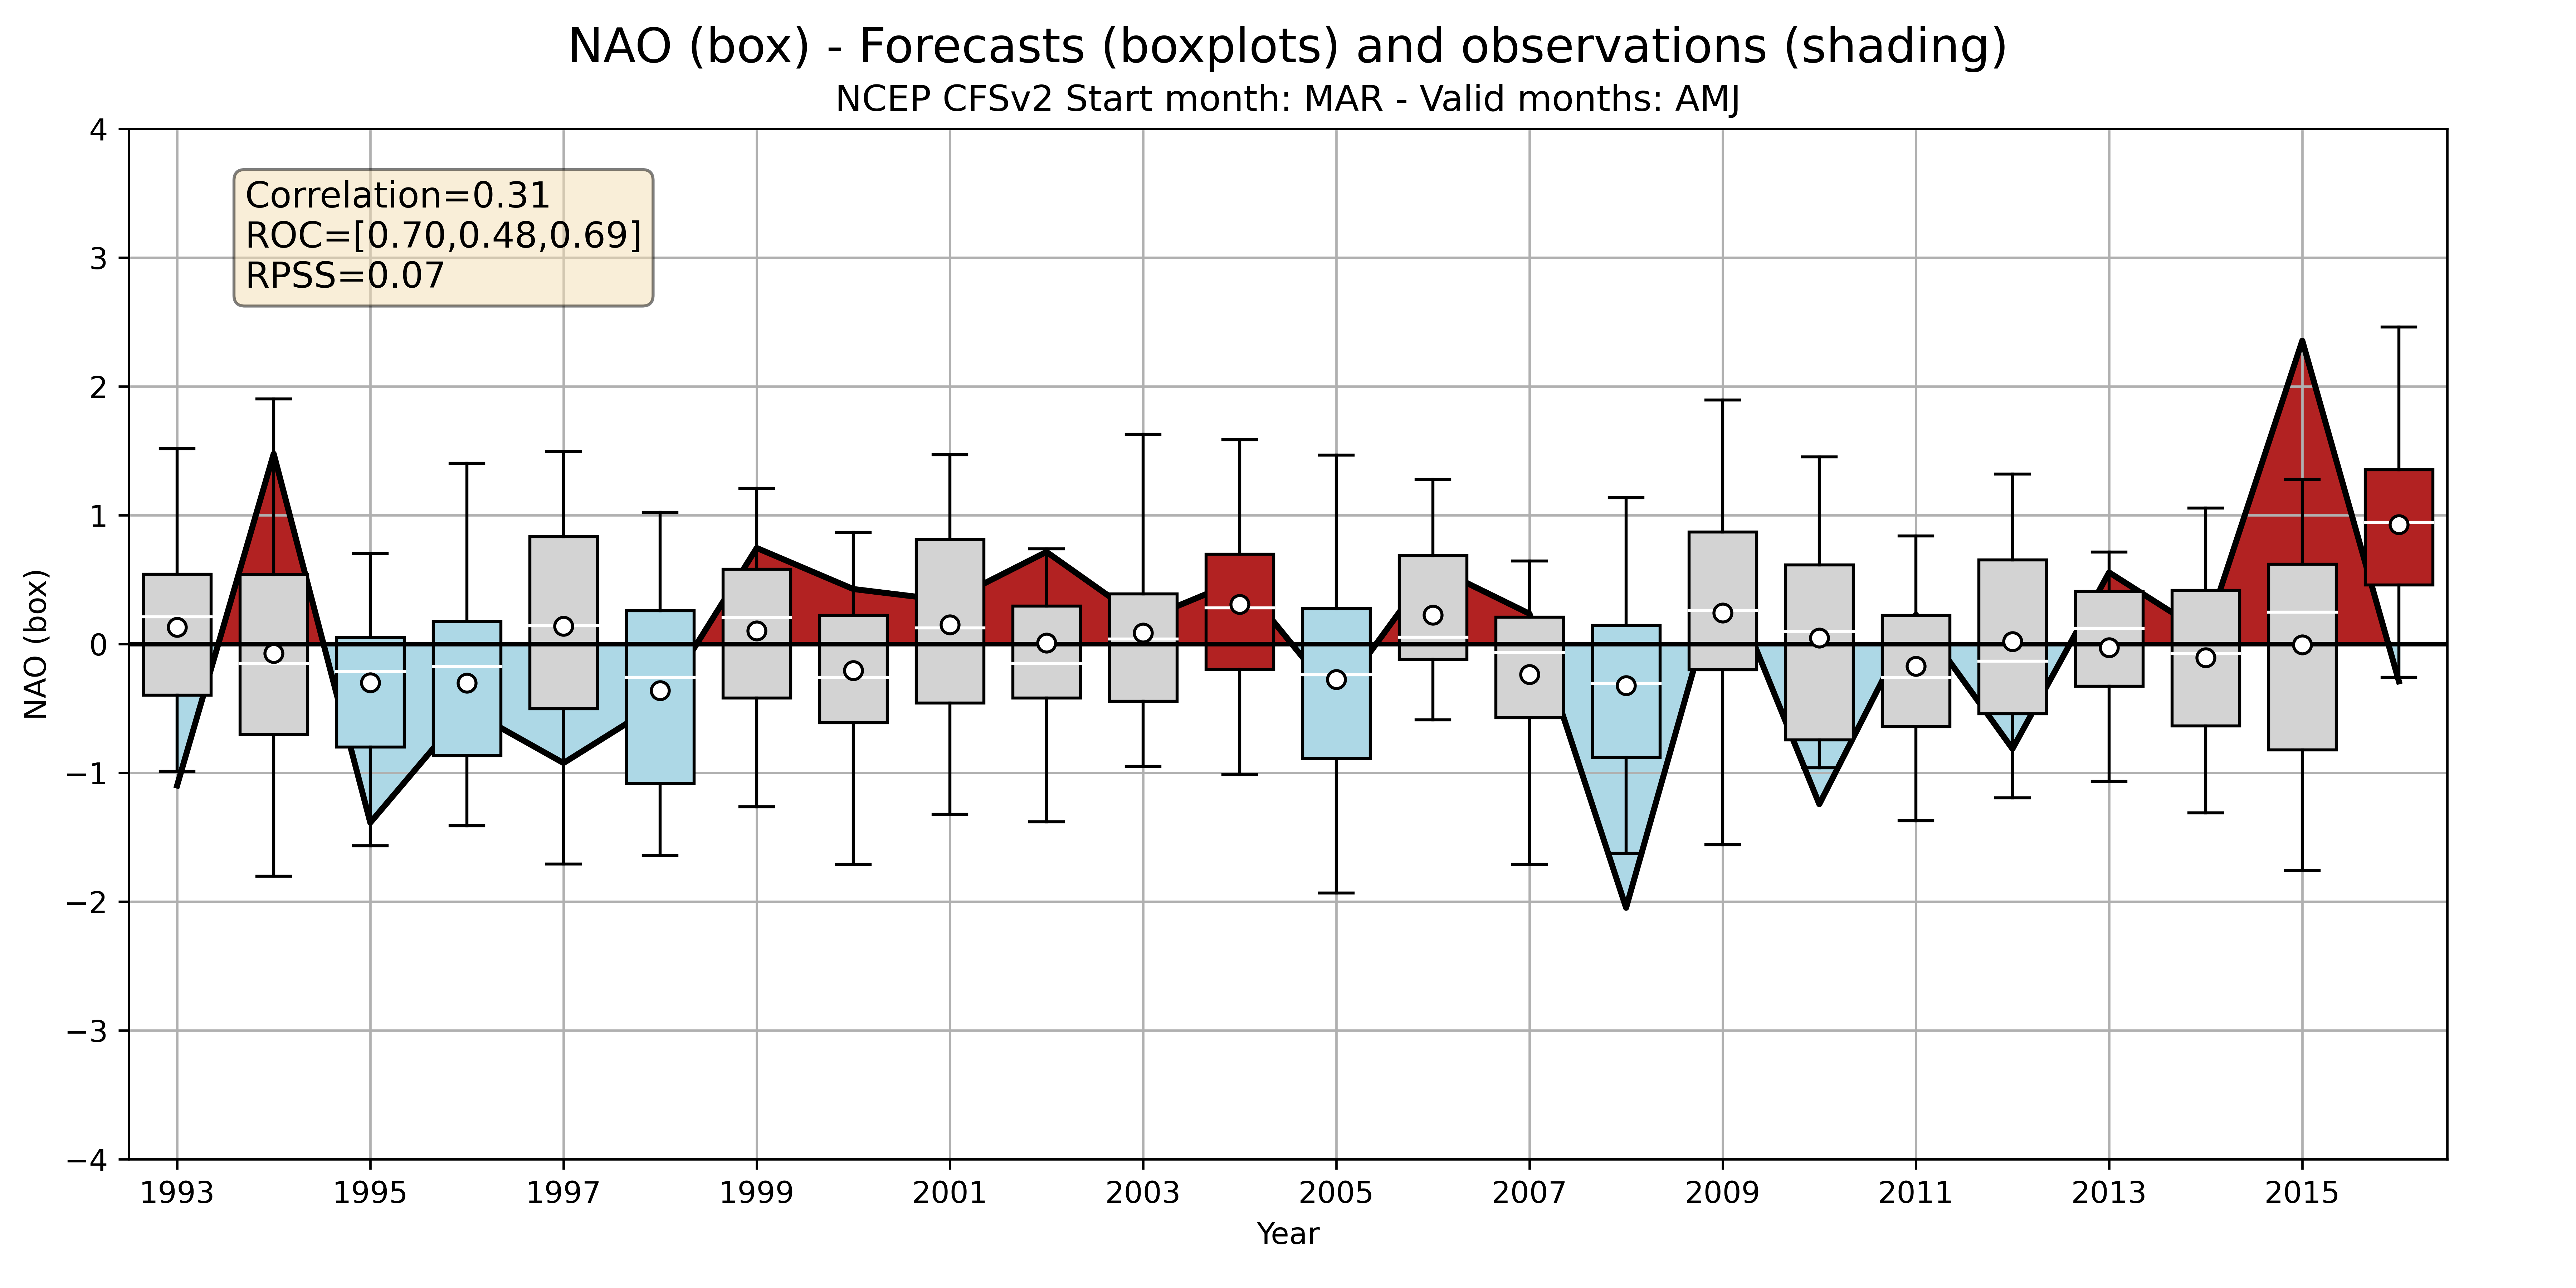 NAO (box) - Forecasts (boxplots) and observations (shading)
NCEP CFSv2 Start month: MAR - Valid months: AMJ
Correlation=0.31
ROC=[0.70,0.48,0.69]
RPSS=0.07
NAO (box)
4
3
2
1
0
−1
−2
−3
−4
1993 1995 1997 1999 2001 2003 2005 2007 2009 2011 2013 2015
Year